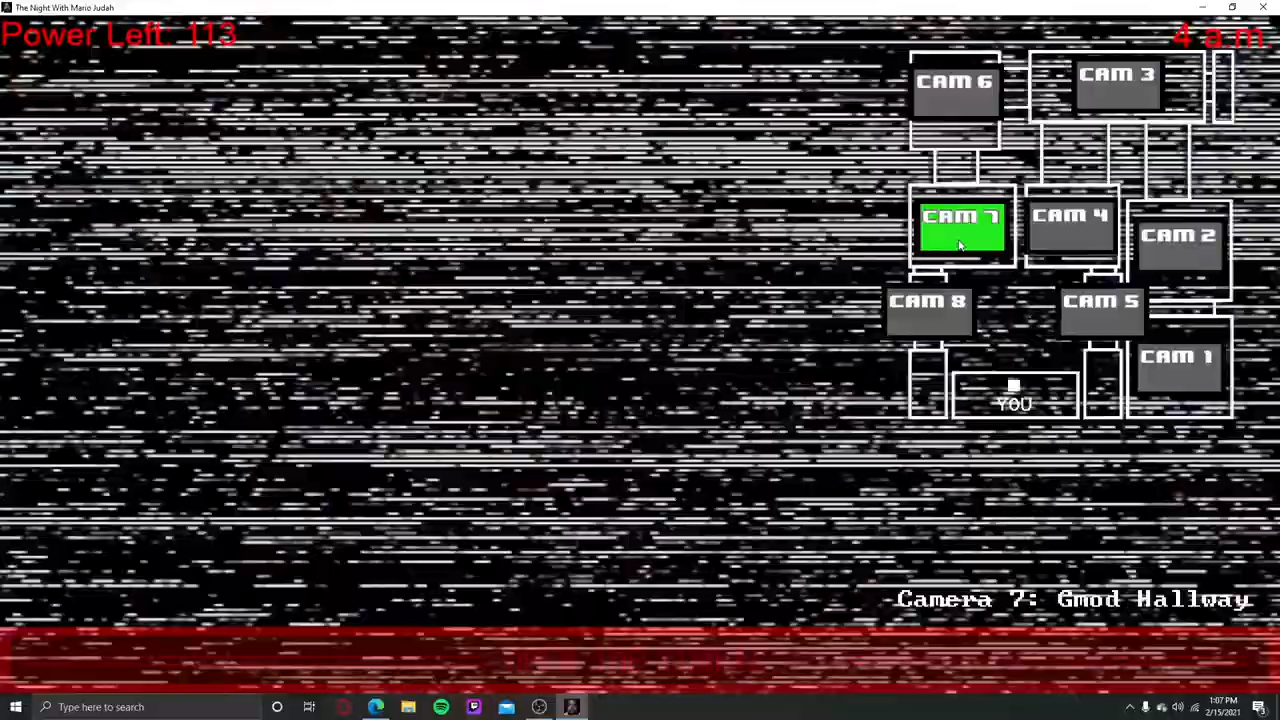 The Night With Mario Judah
Power Left: 113
4 a.m.
CAM 6
CAM 3
CAM 7
CAM 4
CAM 2
CAM 8
CAM 5
CAM 1
YOU
Camera 7: Gmod Hallway
Type here to search
1:07 PM
2/15/2021